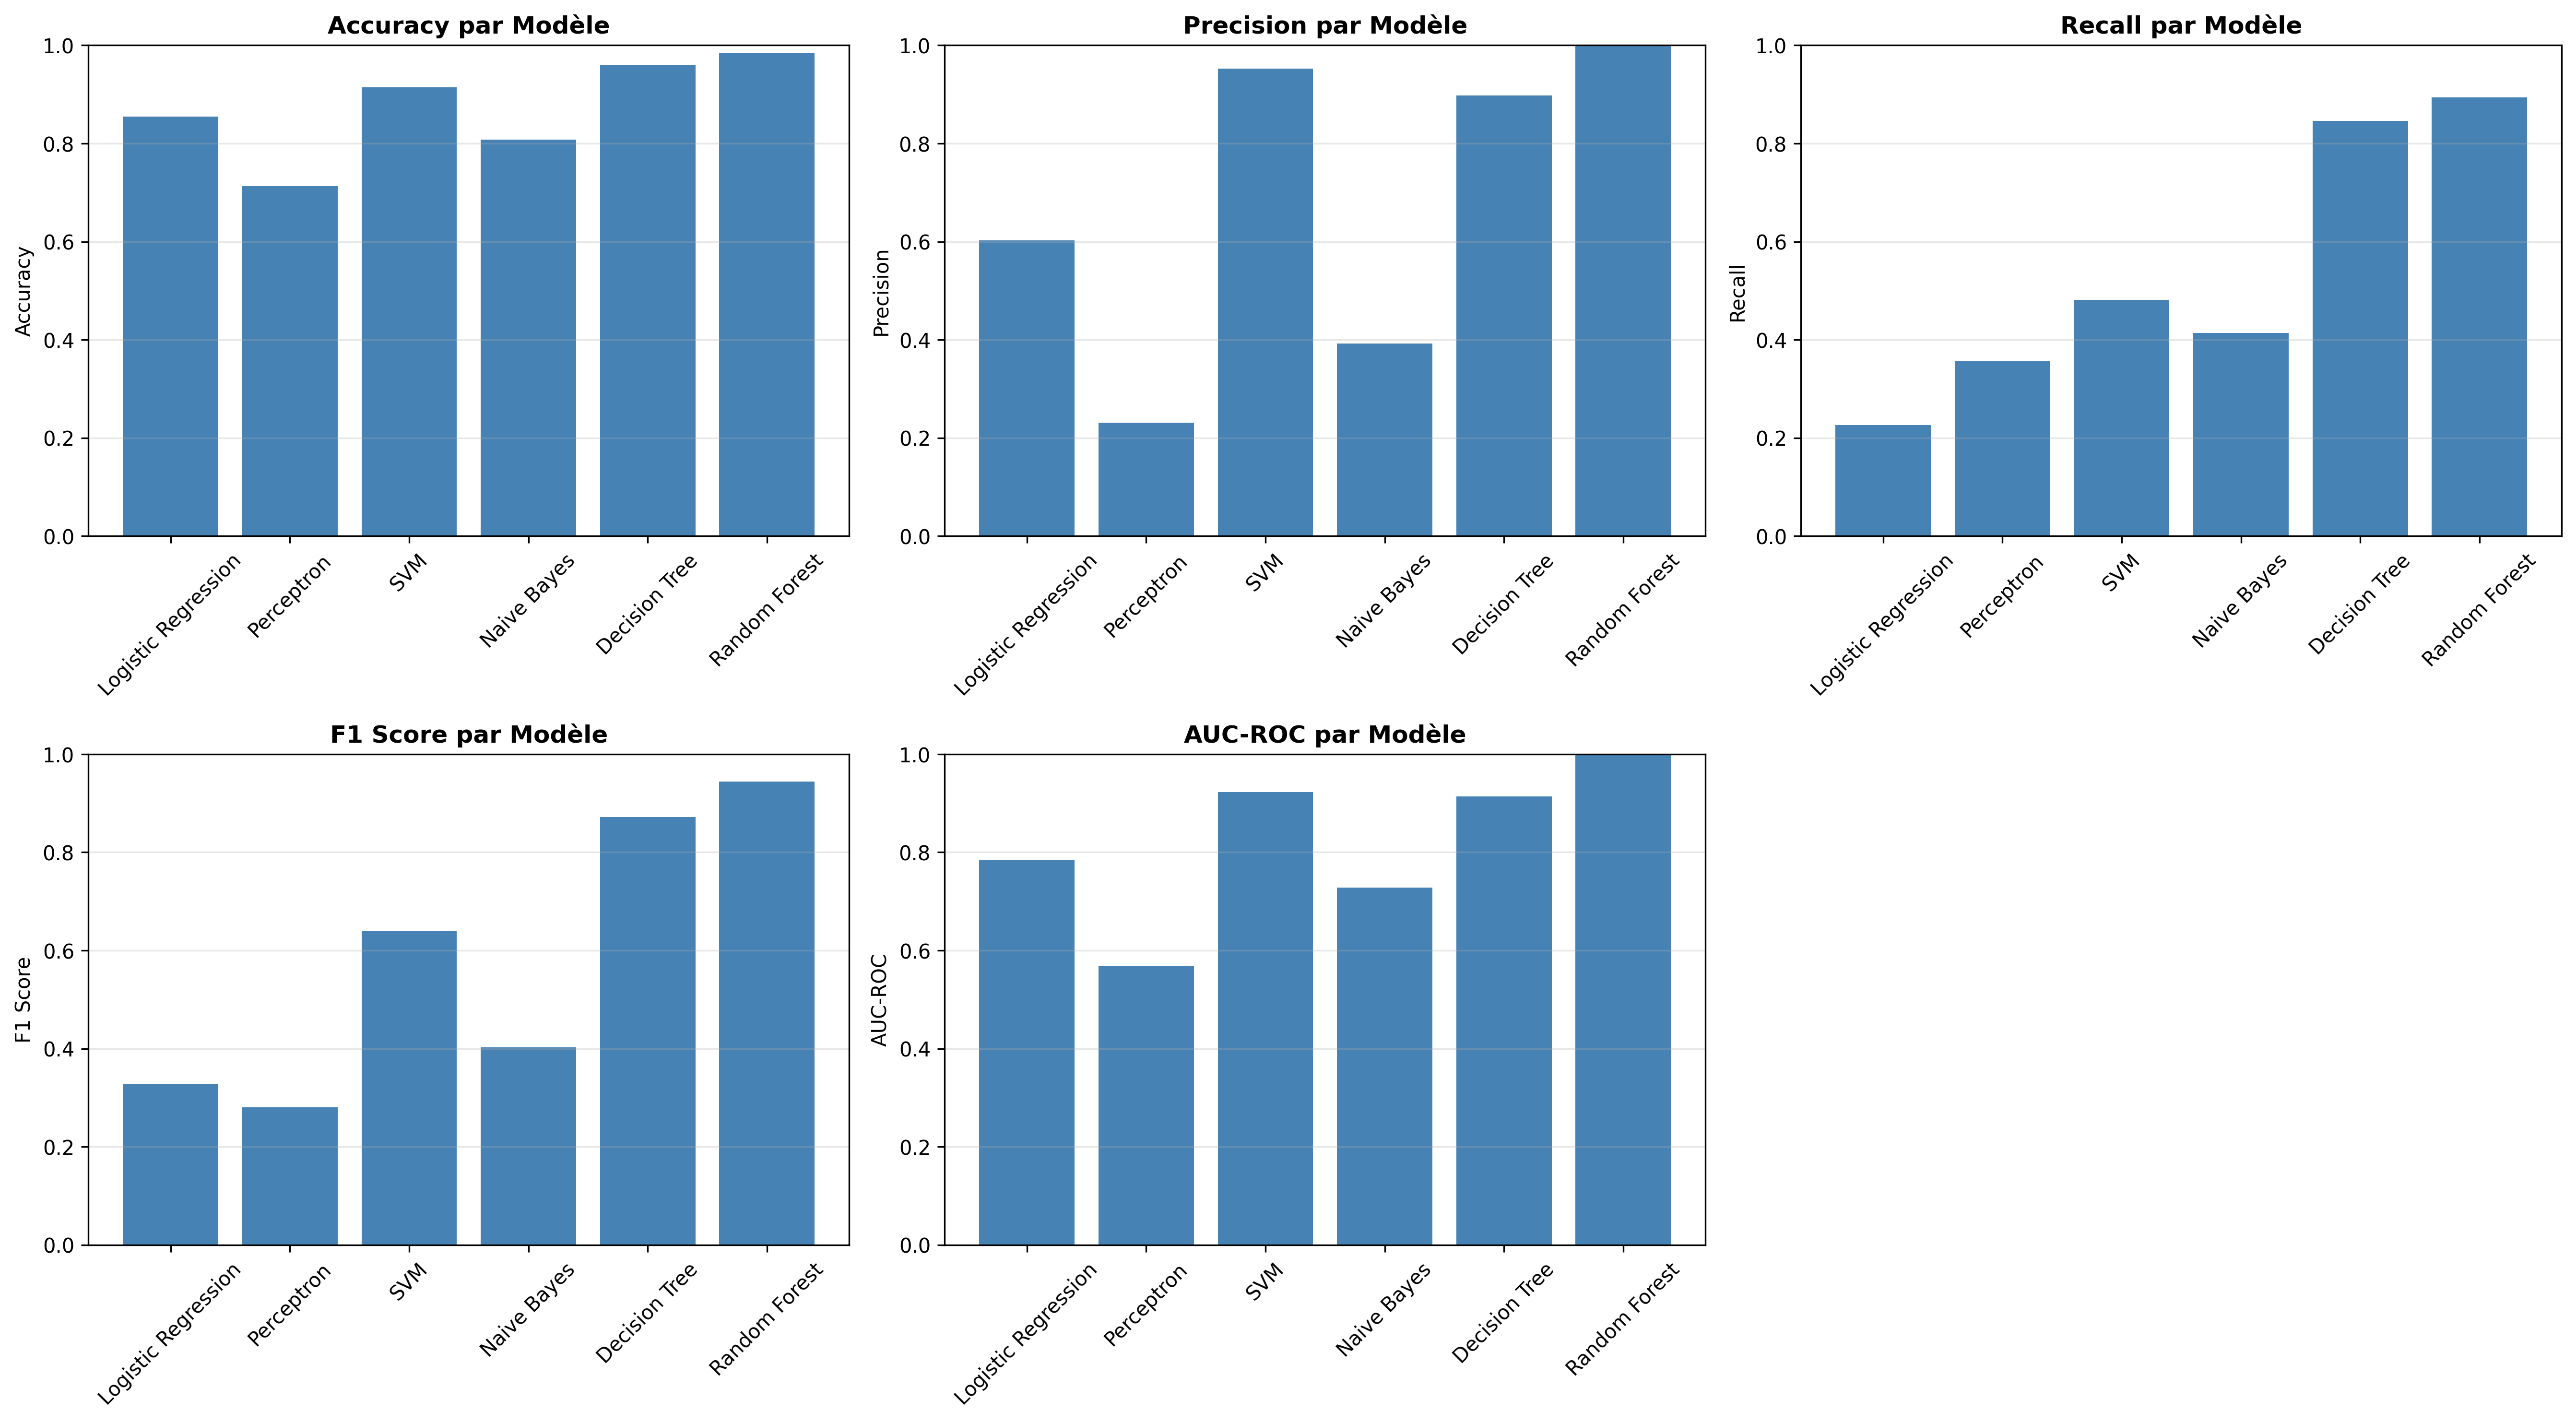 Accuracy par Modèle
Accuracy
1.0
0.8
0.6
0.4
0.2
0.0
Logistic Regression
Perceptron
SVM
Naive Bayes
Decision Tree
Random Forest
Precision par Modèle
Precision
1.0
0.8
0.6
0.4
0.2
0.0
Logistic Regression
Perceptron
SVM
Naive Bayes
Decision Tree
Random Forest
Recall par Modèle
Recall
1.0
0.8
0.6
0.4
0.2
0.0
Logistic Regression
Perceptron
SVM
Naive Bayes
Decision Tree
Random Forest
F1 Score par Modèle
F1 Score
1.0
0.8
0.6
0.4
0.2
0.0
Logistic Regression
Perceptron
SVM
Naive Bayes
Decision Tree
Random Forest
AUC-ROC par Modèle
AUC-ROC
1.0
0.8
0.6
0.4
0.2
0.0
Logistic Regression
Perceptron
SVM
Naive Bayes
Decision Tree
Random Forest